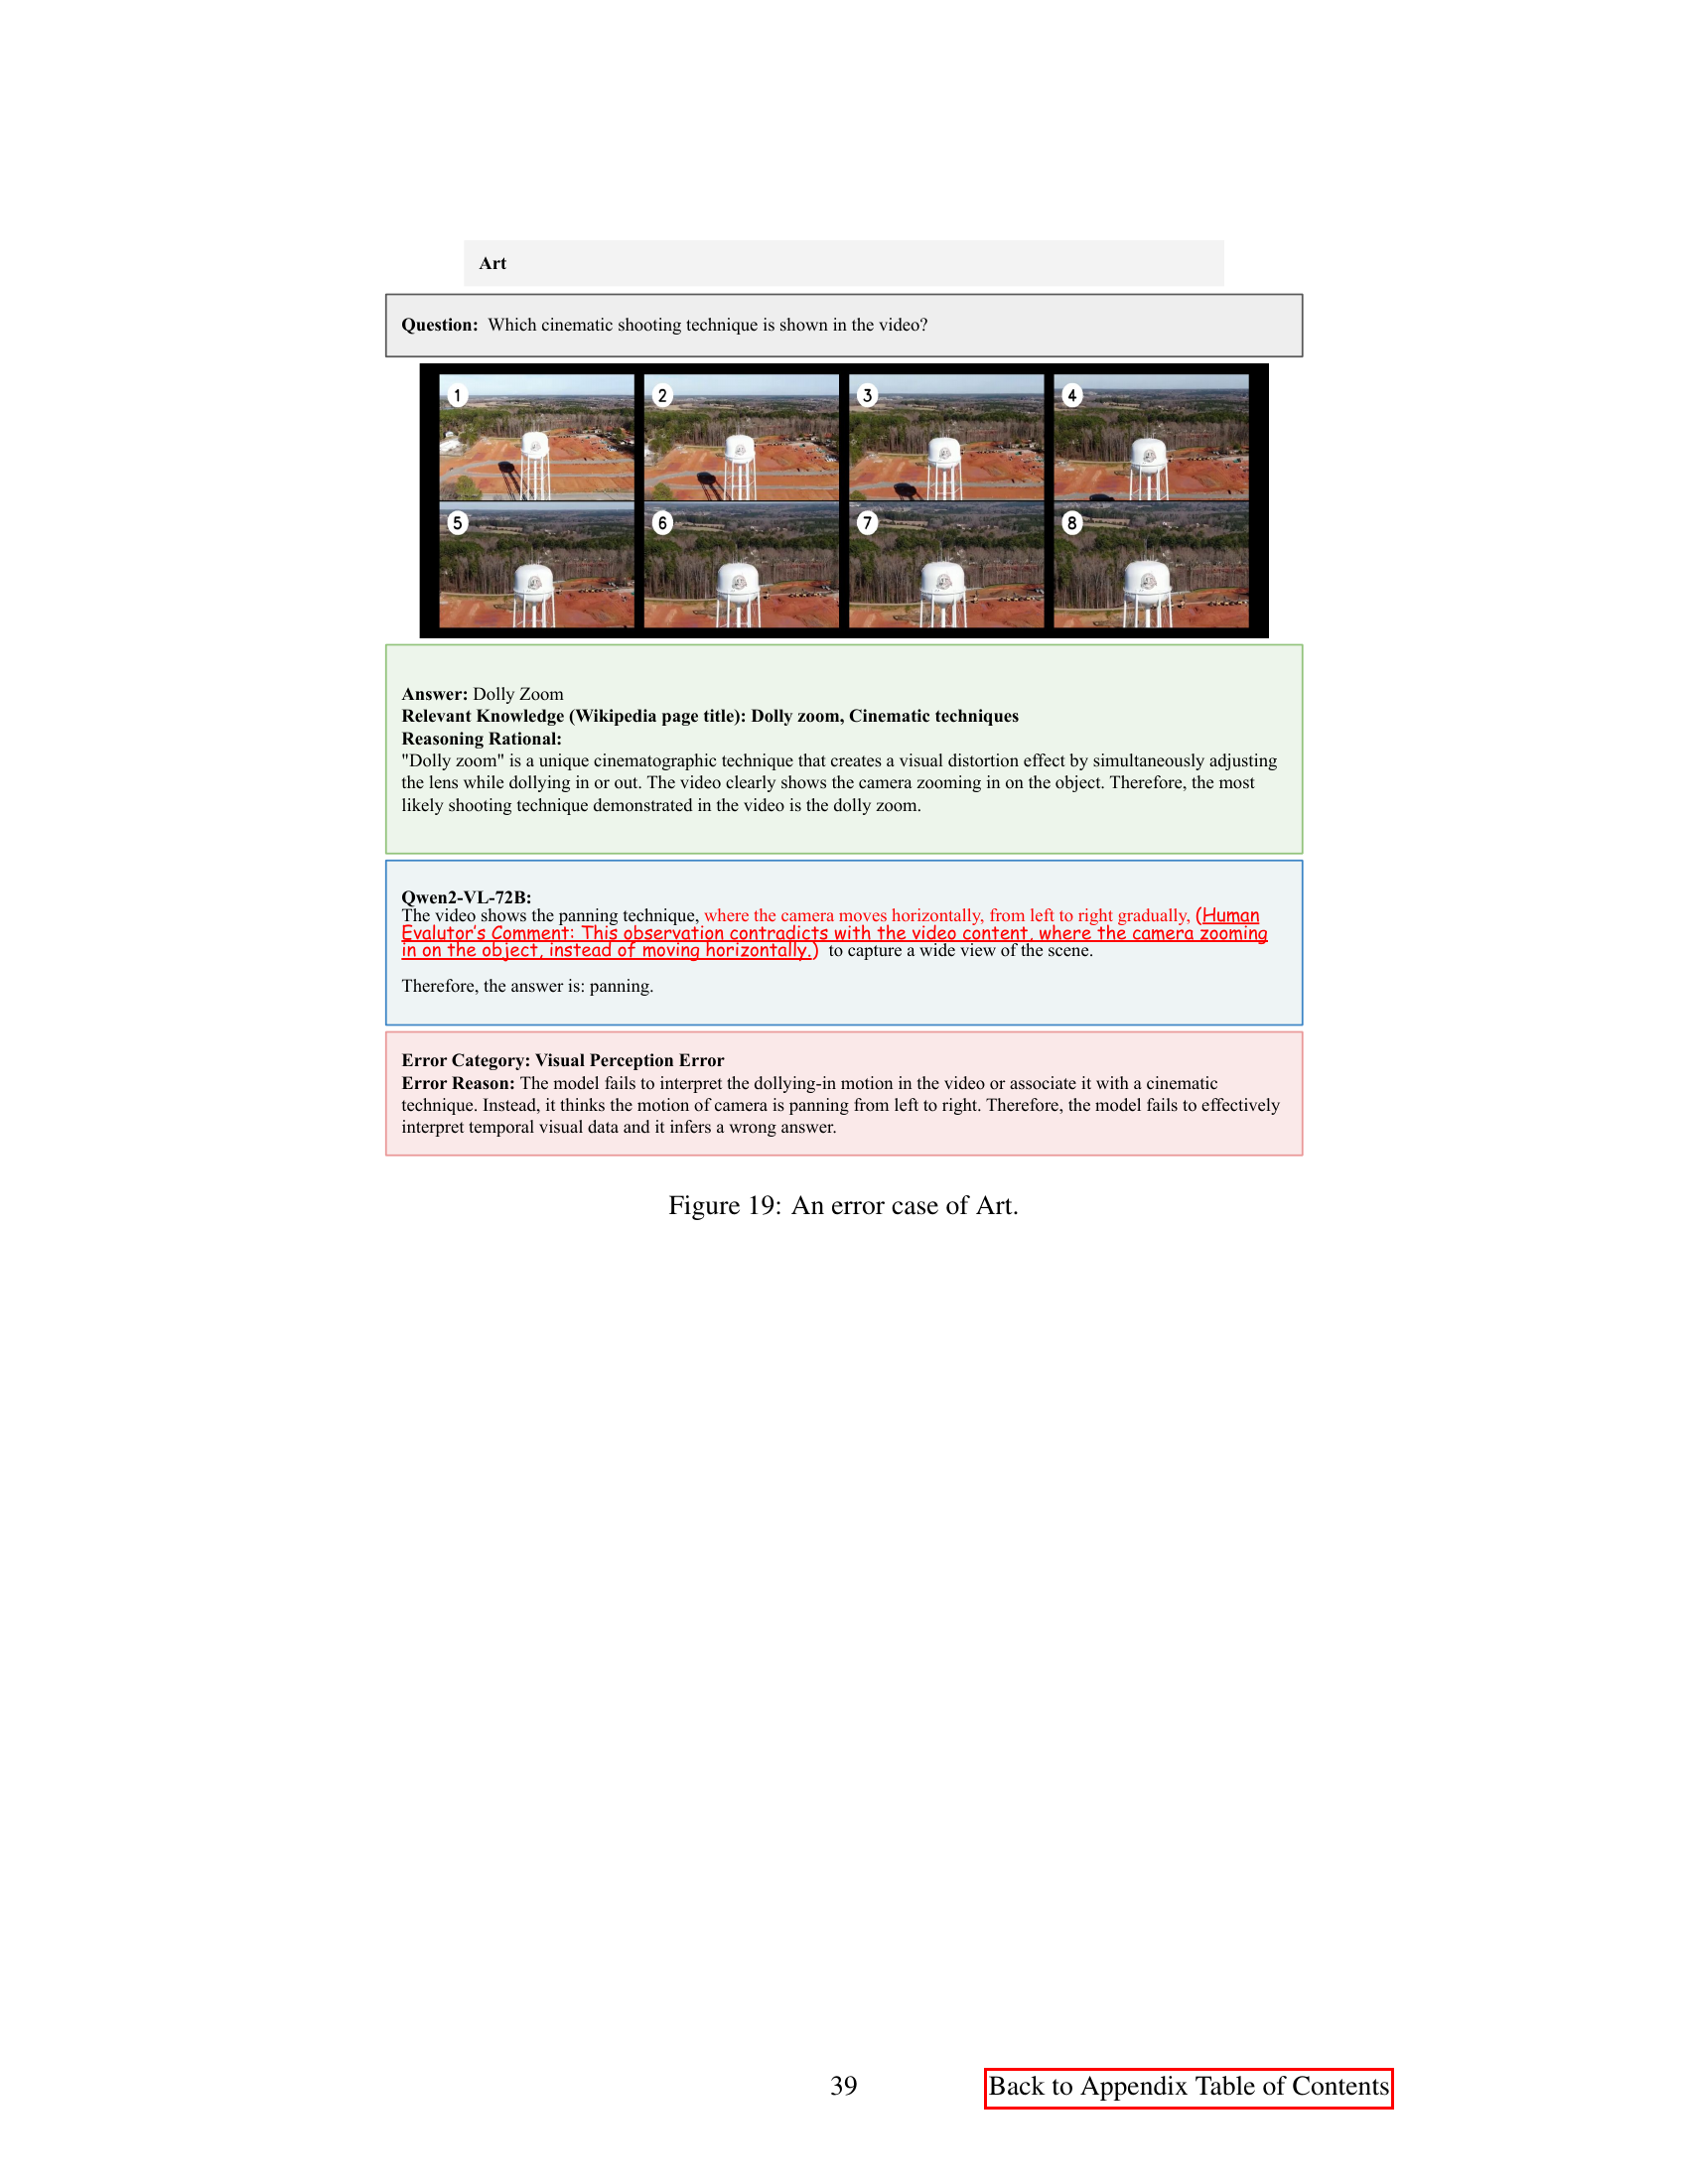 Art
Question: Which cinematic shooting technique is shown in the video?
1 2 3 4
5 6 7 8
Answer: Dolly Zoom
Relevant Knowledge (Wikipedia page title): Dolly zoom, Cinematic techniques
Reasoning Rational:
"Dolly zoom" is a unique cinematographic technique that creates a visual distortion effect by simultaneously adjusting
the lens while dollying in or out. The video clearly shows the camera zooming in on the object. Therefore, the most
likely shooting technique demonstrated in the video is the dolly zoom.
Qwen2-VL-72B:
The video shows the panning technique, where the camera moves horizontally, from left to right gradually, (Human
Evalutor's Comment: This observation contradicts with the video content, where the camera zooming
in on the object, instead of moving horizontally.) to capture a wide view of the scene.
Therefore, the answer is: panning.
Error Category: Visual Perception Error
Error Reason: The model fails to interpret the dollying-in motion in the video or associate it with a cinematic
technique. Instead, it thinks the motion of camera is panning from left to right. Therefore, the model fails to effectively
interpret temporal visual data and it infers a wrong answer.
Figure 19: An error case of Art.
39
Back to Appendix Table of Contents